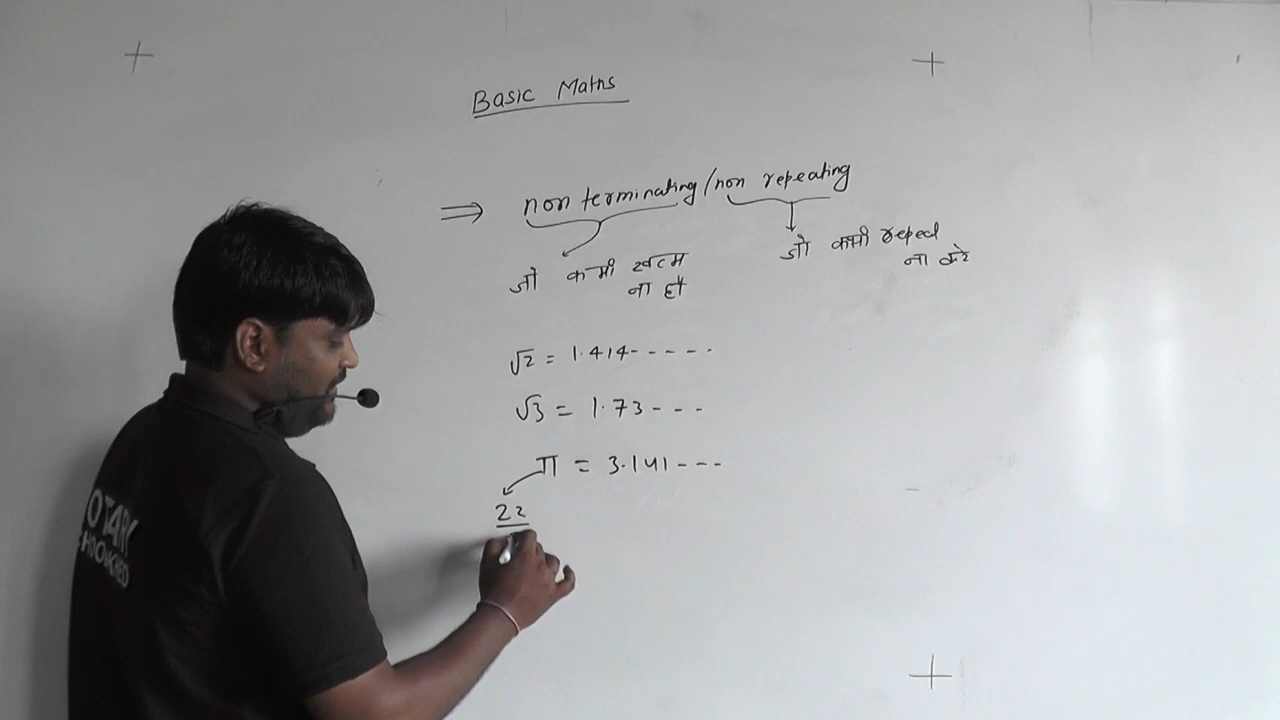 Basic Maths
⇒ non terminating/non repeating
जो कभी खत्म
ना हो
जो कभी repeat
ना करे
√2 = 1.414-----
√3 = 1.73---
π = 3.141---
22